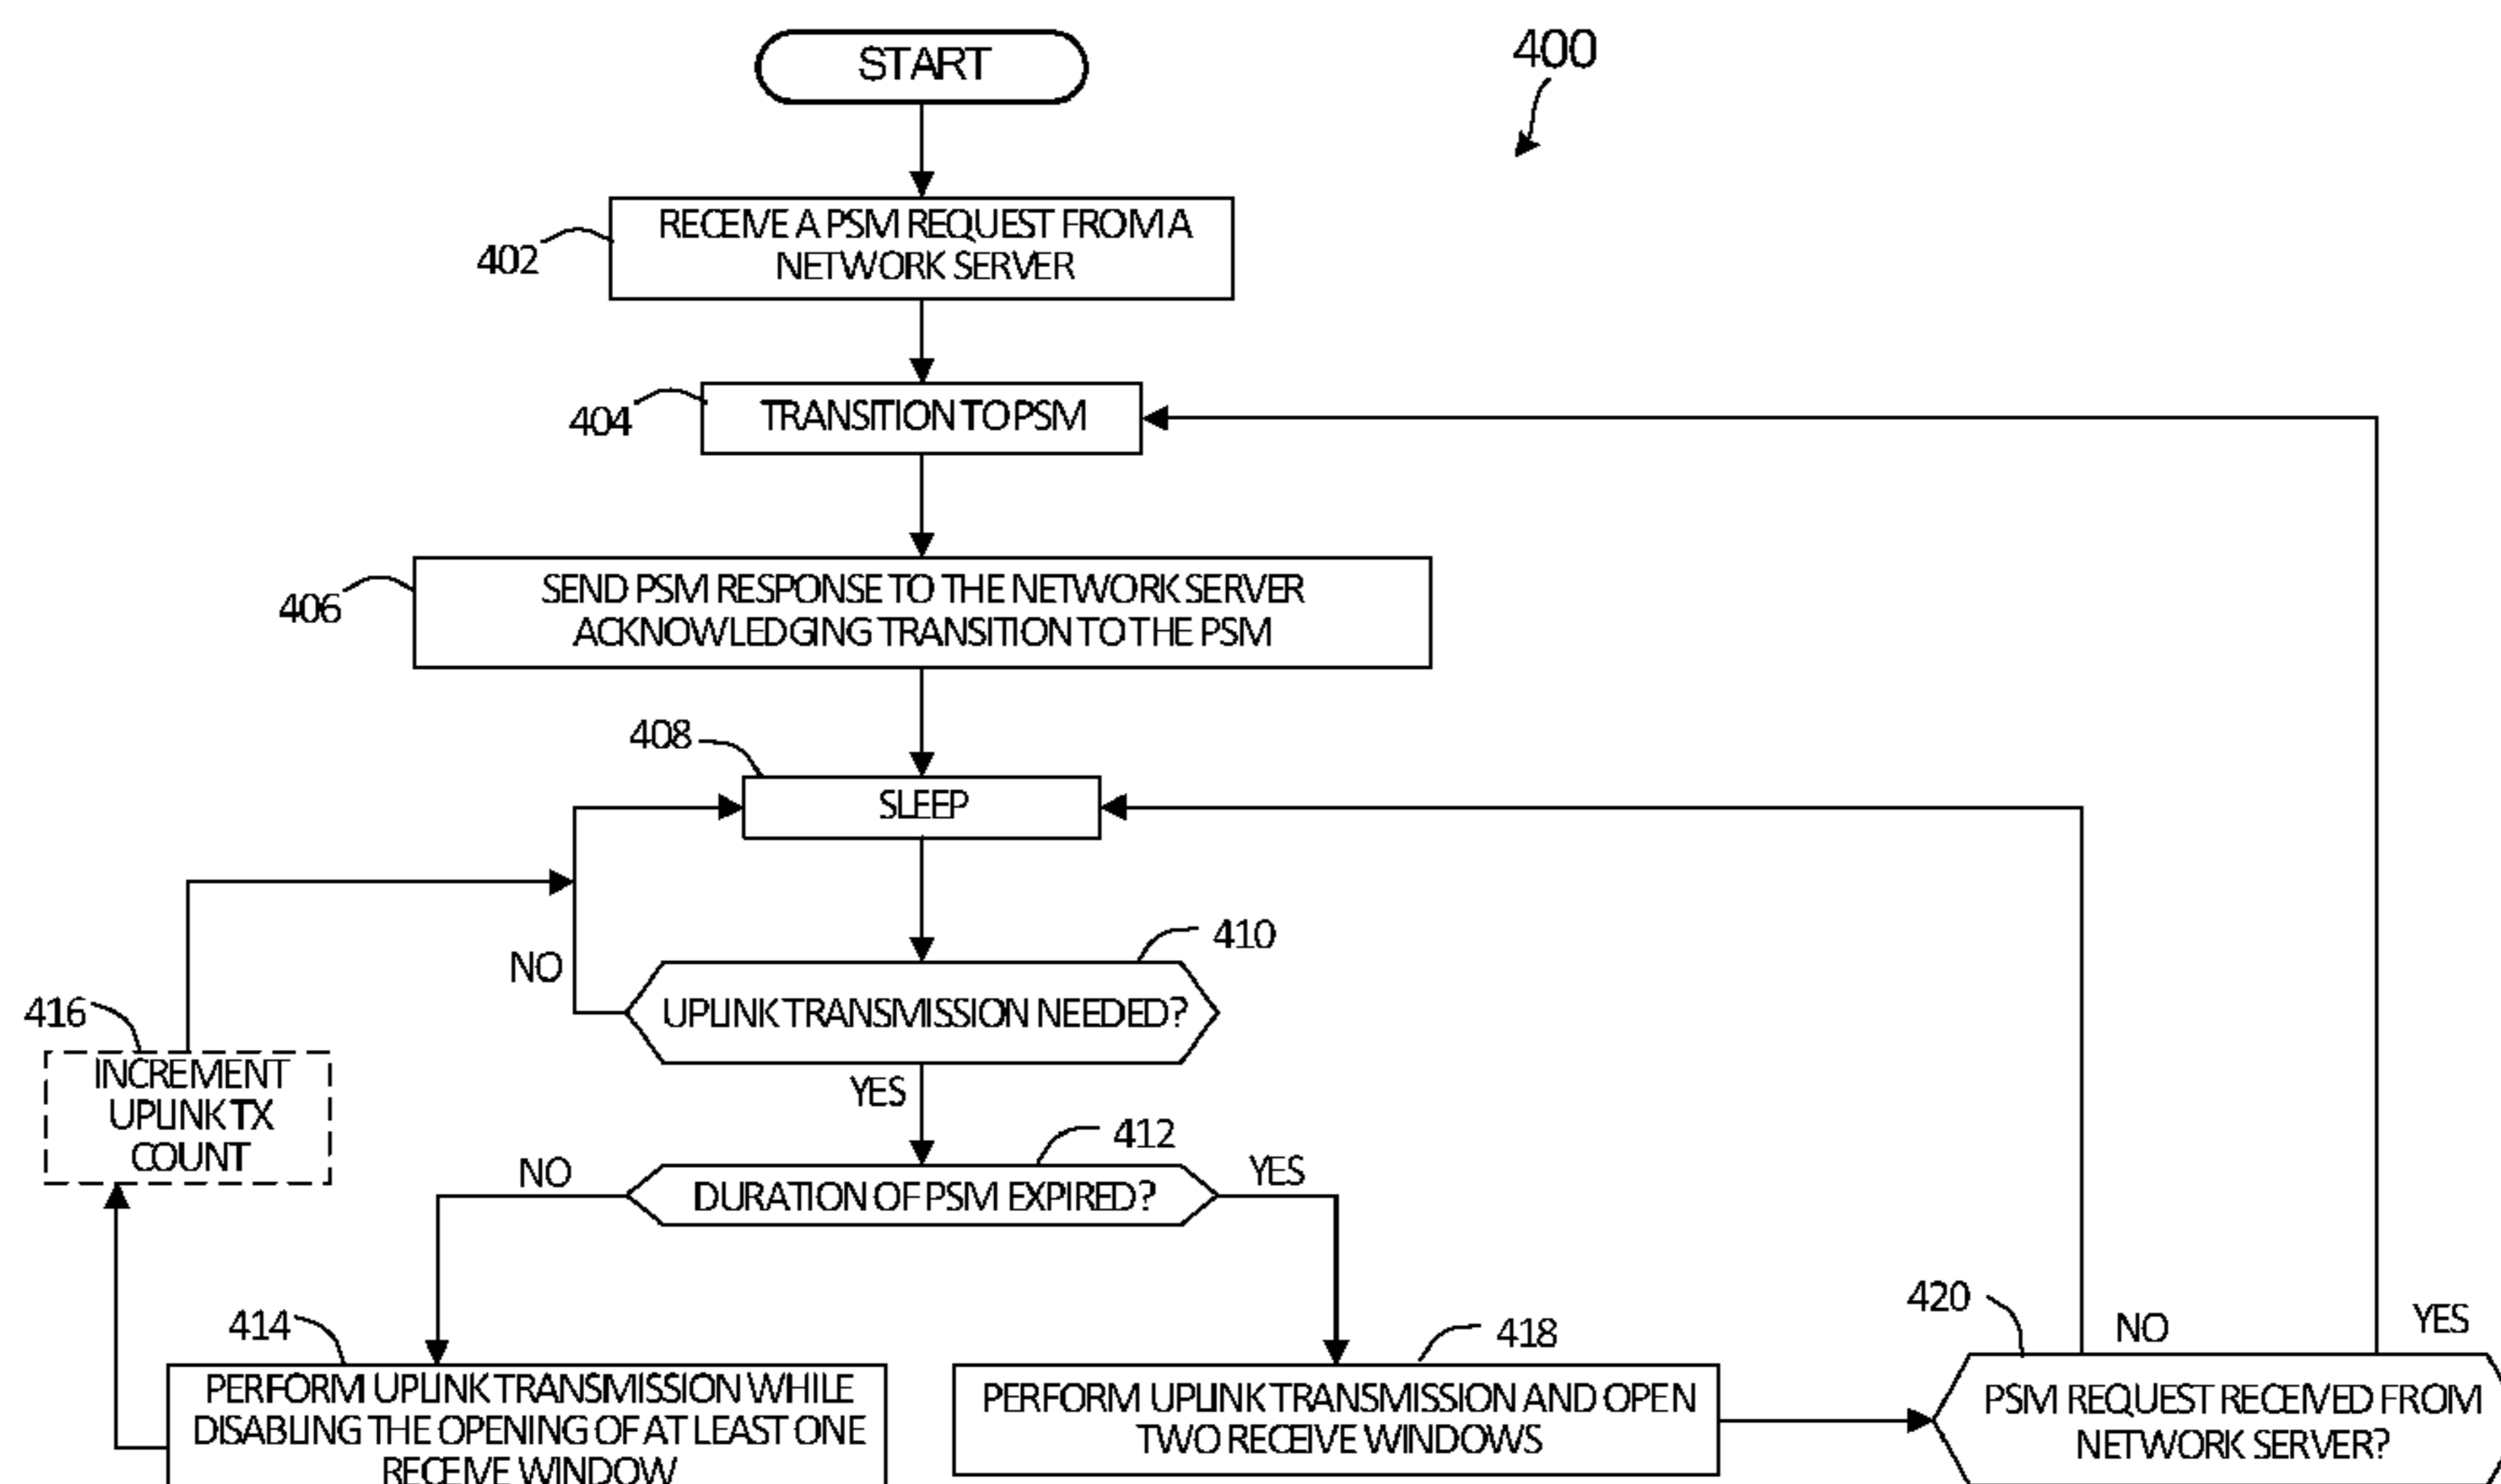 START
400
RECEIVE A PSM REQUEST FROM A
NETWORK SERVER
402
TRANSITION TO PSM
404
SEND PSM RESPONSE TO THE NETWORK SERVER
ACKNOWLEDGING TRANSITION TO THE PSM
406
408
SLEEP
410
NO
UPLINK TRANSMISSION NEEDED?
416
INCREMENT
UPLINK TX
COUNT
YES
412
NO
DURATION OF PSM EXPIRED?
YES
414
PERFORM UPLINK TRANSMISSION WHILE
DISABLING THE OPENING OF AT LEAST ONE
RECEIVE WINDOW
418
PERFORM UPLINK TRANSMISSION AND OPEN
TWO RECEIVE WINDOWS
420
NO
YES
PSM REQUEST RECEIVED FROM
NETWORK SERVER?